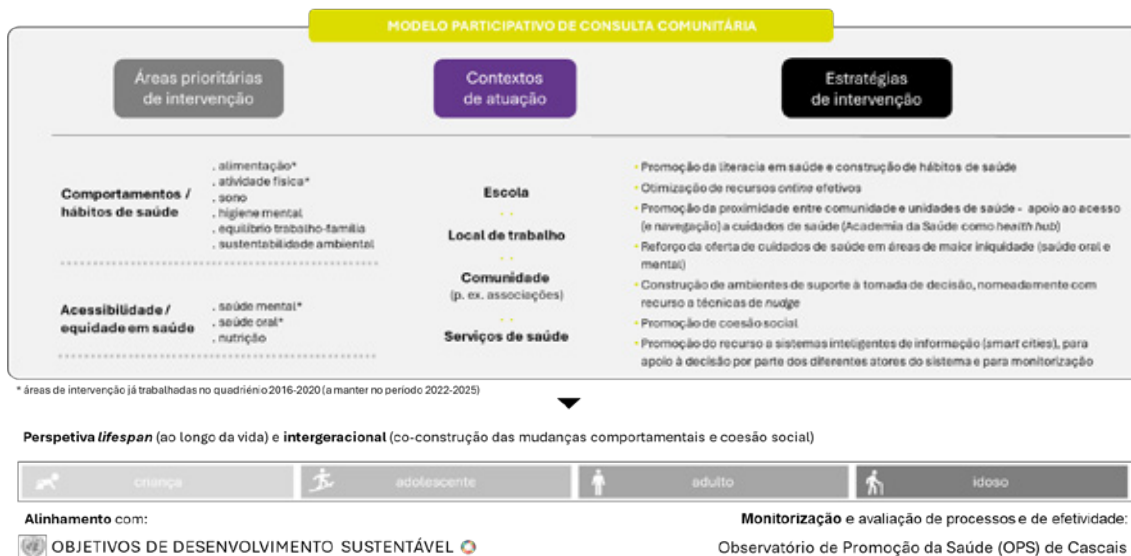 MODELO PARTICIPATIVO DE CONSULTA COMUNITÁRIA
Áreas prioritárias
de intervenção
Contextos
de atuação
Estratégias
de intervenção
Comportamentos /
hábitos de saúde
. alimentação*
. atividade física*
. sono
. higiene mental
. equilíbrio trabalho-família
. sustentabilidade ambiental
Acessibilidade /
equidade em saúde
. saúde mental*
. saúde oral*
. nutrição
Escola
Local de trabalho
Comunidade
(p. ex. associações)
Serviços de saúde
• Promoção da literacia em saúde e construção de hábitos de saúde
• Otimização de recursos online efetivos
• Promoção da proximidade entre comunidade e unidades de saúde - apoio ao acesso
(e navegação) a cuidados de saúde (Academia da Saúde como health hub)
• Reforço da oferta de cuidados de saúde em áreas de maior iniquidade (saúde oral e
mental)
• Construção de ambientes de suporte à tomada de decisão, nomeadamente com
recurso a técnicas de nudge
• Promoção de coesão social
• Promoção do recurso a sistemas inteligentes de informação (smart cities), para
apoio à decisão por parte dos diferentes atores do sistema e para monitorização
* áreas de intervenção já trabalhadas no quadriénio 2016-2020 (a manter no período 2022-2025)
Perspetiva lifespan (ao longo da vida) e intergeracional (co-construção das mudanças comportamentais e coesão social)
criança
adolescente
adulto
idoso
Alinhamento com:
OBJETIVOS DE DESENVOLVIMENTO SUSTENTÁVEL
Monitorização e avaliação de processos e de efetividade:
Observatório de Promoção da Saúde (OPS) de Cascais